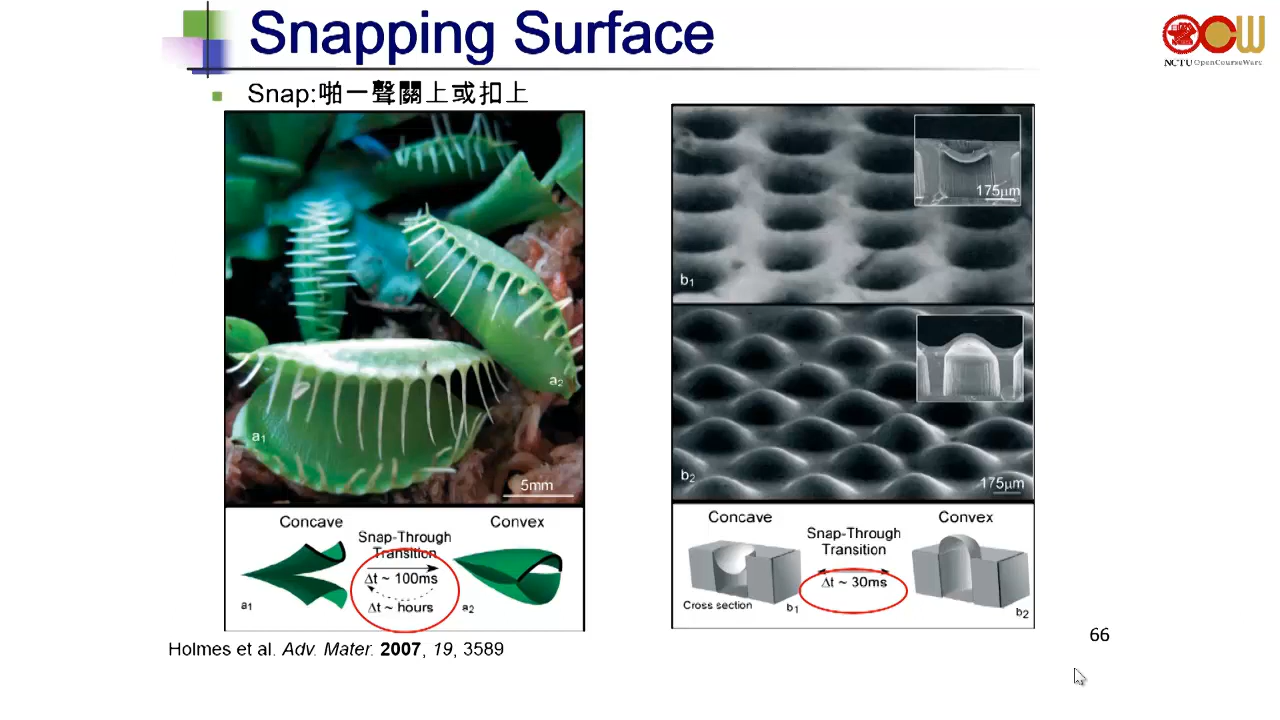 Snapping Surface
NCTU OpenCourseWare
Snap:啪一聲關上或扣上
a1
a2
5mm
Concave
Convex
Snap-Through
Transition
Δt ~ 100ms
Δt ~ hours
a1
a2
175μm
b1
b2
175μm
Concave
Convex
Snap-Through
Transition
Δt ~ 30ms
Cross section
b1
b2
Holmes et al. Adv. Mater. 2007, 19, 3589
66